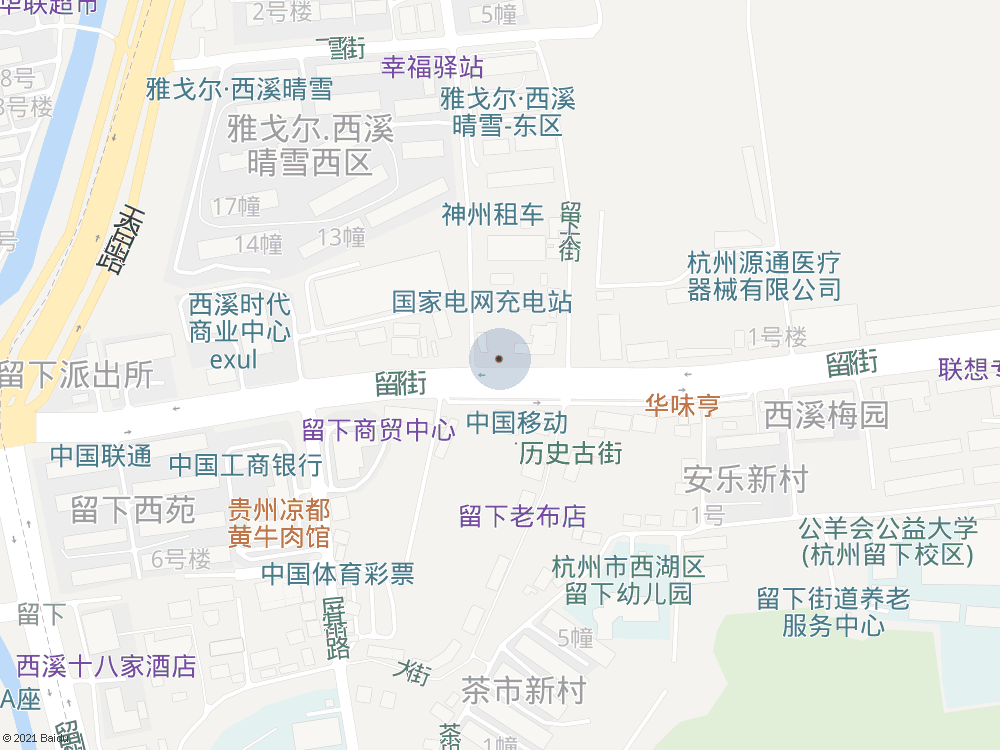 华联超市
2号楼
5幢
雪街
幸福驿站
8号
3号楼
雅戈尔·西溪晴雪
雅戈尔·西溪
晴雪-东区
雅戈尔.西溪
晴雪西区
17幢
14幢
13幢
神州租车
留下街
天目山路
号
杭州源通医疗
器械有限公司
西溪时代
商业中心
exul
国家电网充电站
1号楼
留下派出所
留街
留街
联想专
华味亨
西溪梅园
中国移动
留下商贸中心
历史古街
中国联通
中国工商银行
安乐新村
留下西苑
贵州凉都
黄牛肉馆
留下老布店
1号
公羊会公益大学
(杭州留下校区)
6号楼
中国体育彩票
杭州市西湖区
留下幼儿园
留下街道养老
服务中心
留下
屏基路
5幢
西溪十八家酒店
大街
茶市新村
A座
留
茶市
1幢
© 2021 Baidu